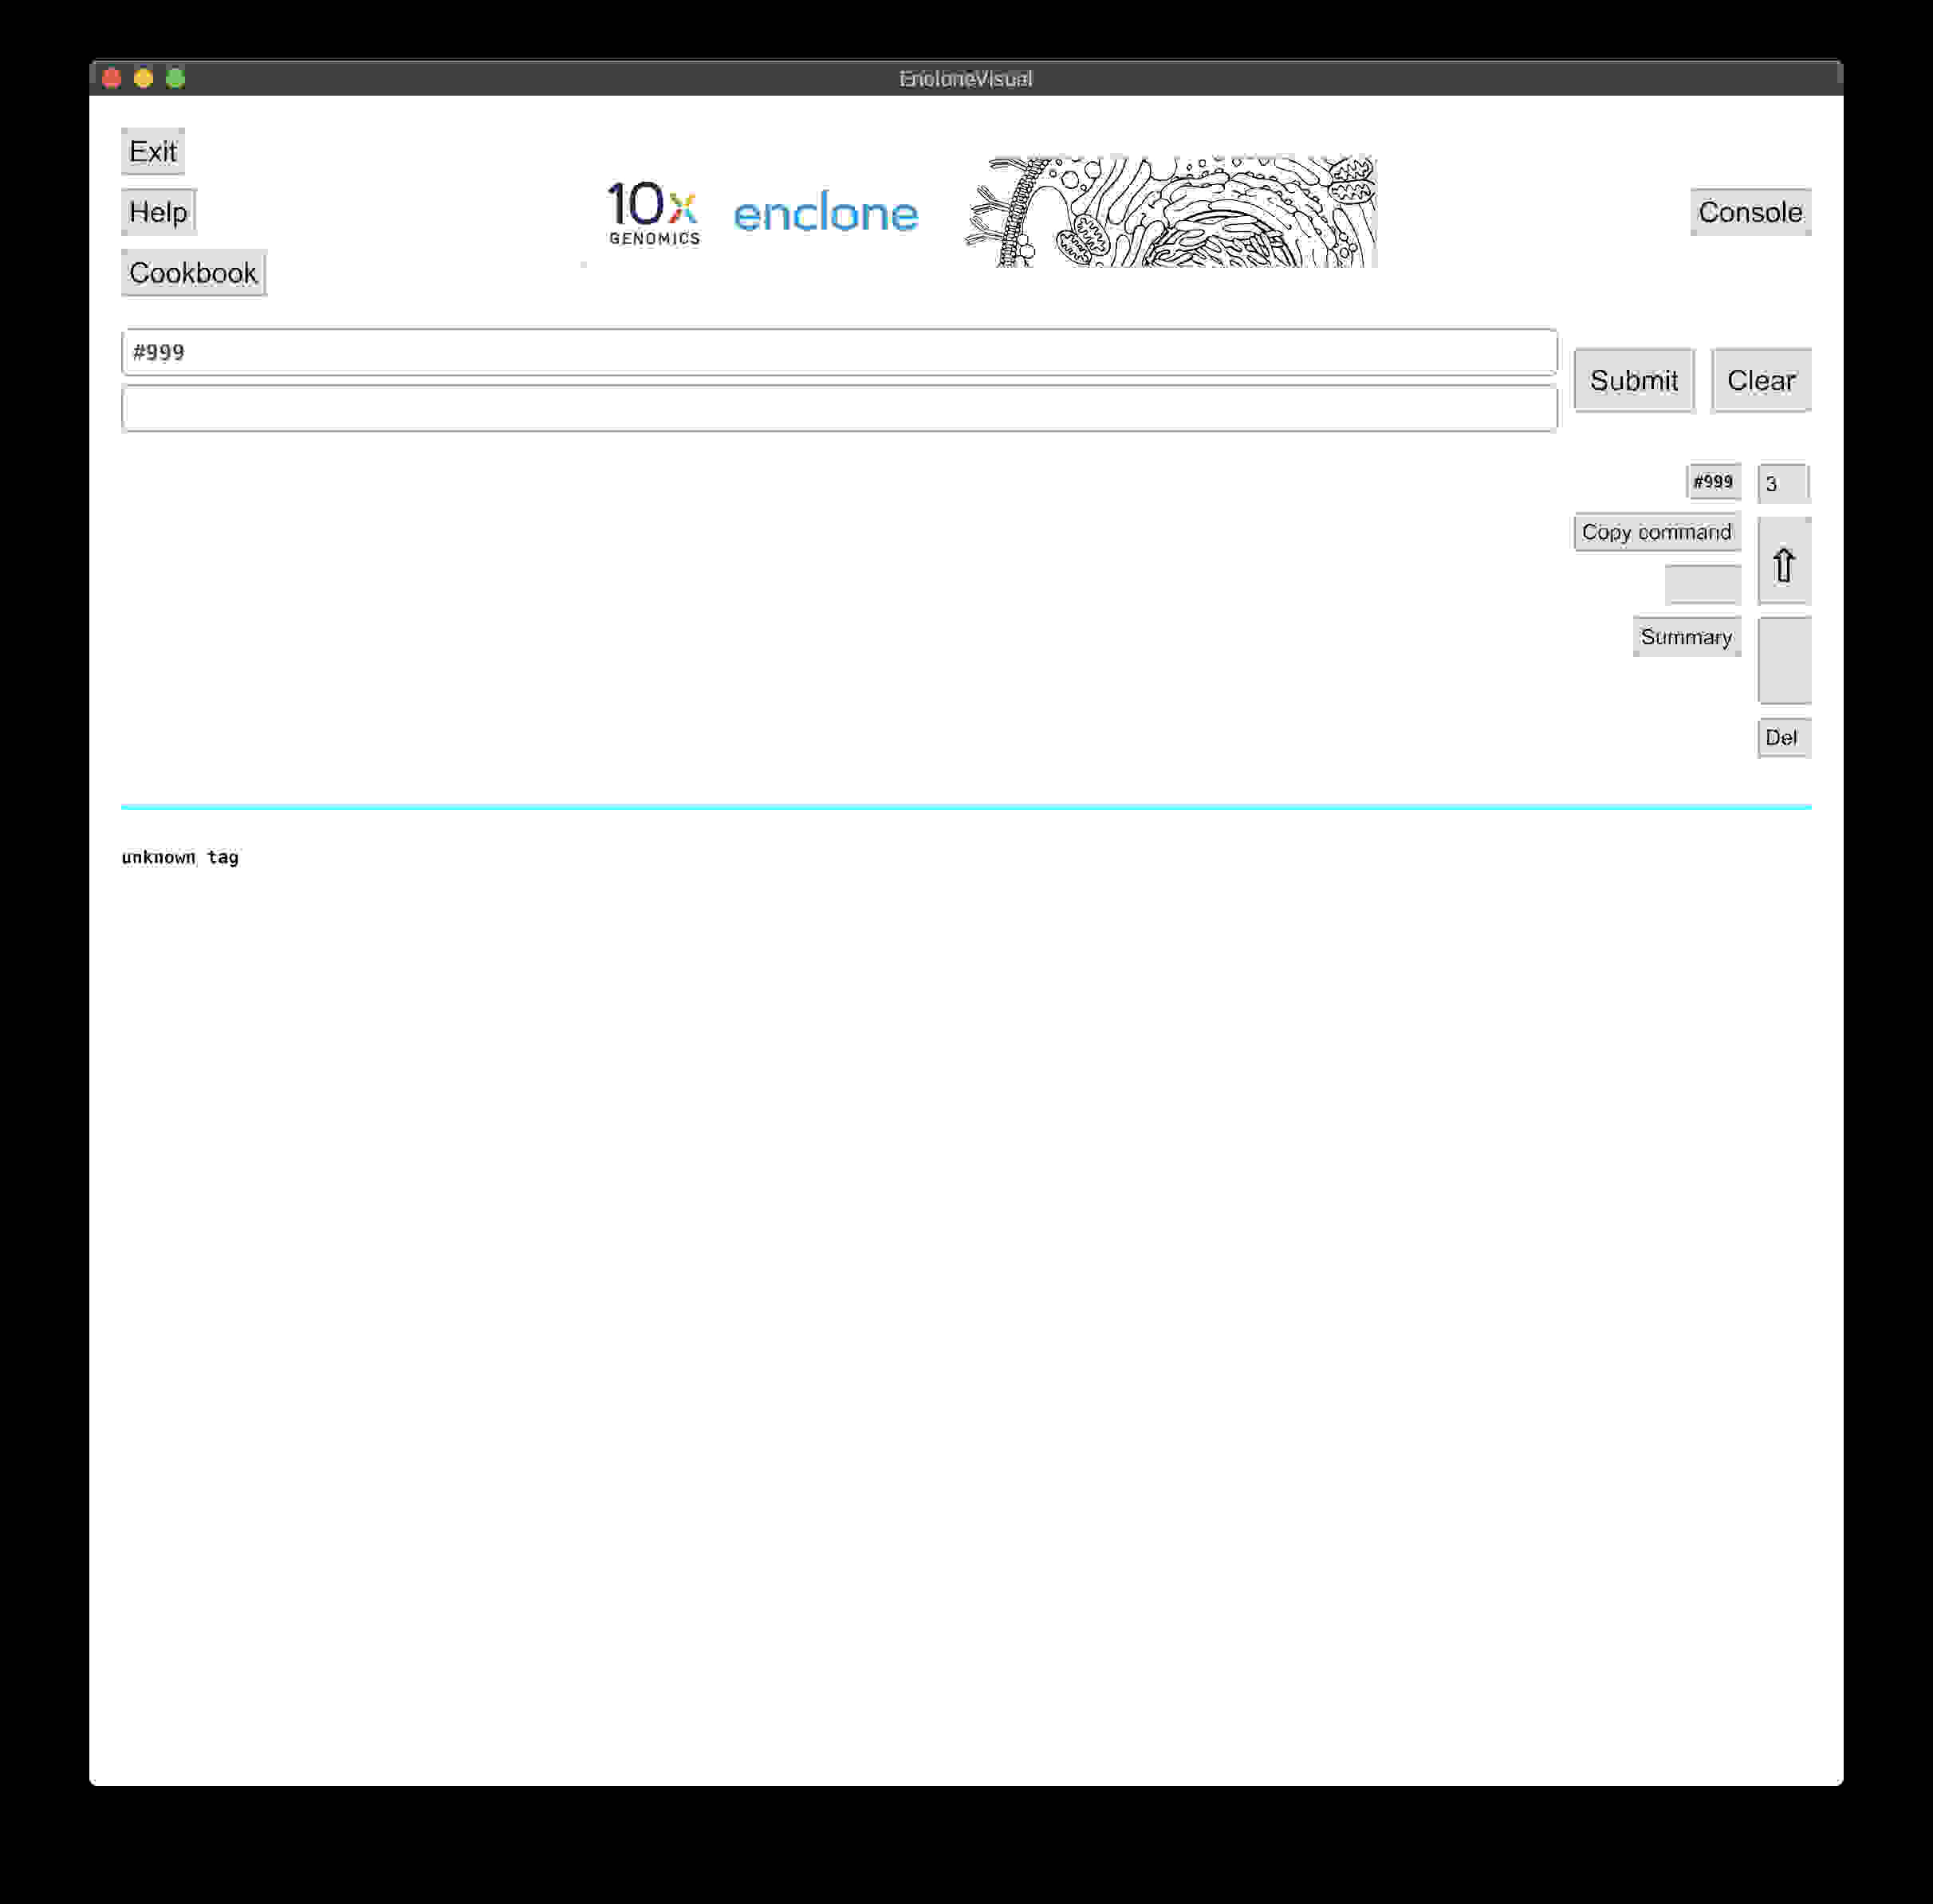 EncloneVisual
Exit
Help
Cookbook
10x
GENOMICS
enclone
Console
#999
Submit
Clear
#999
3
Copy command
⇧
Summary
Del
unknown tag